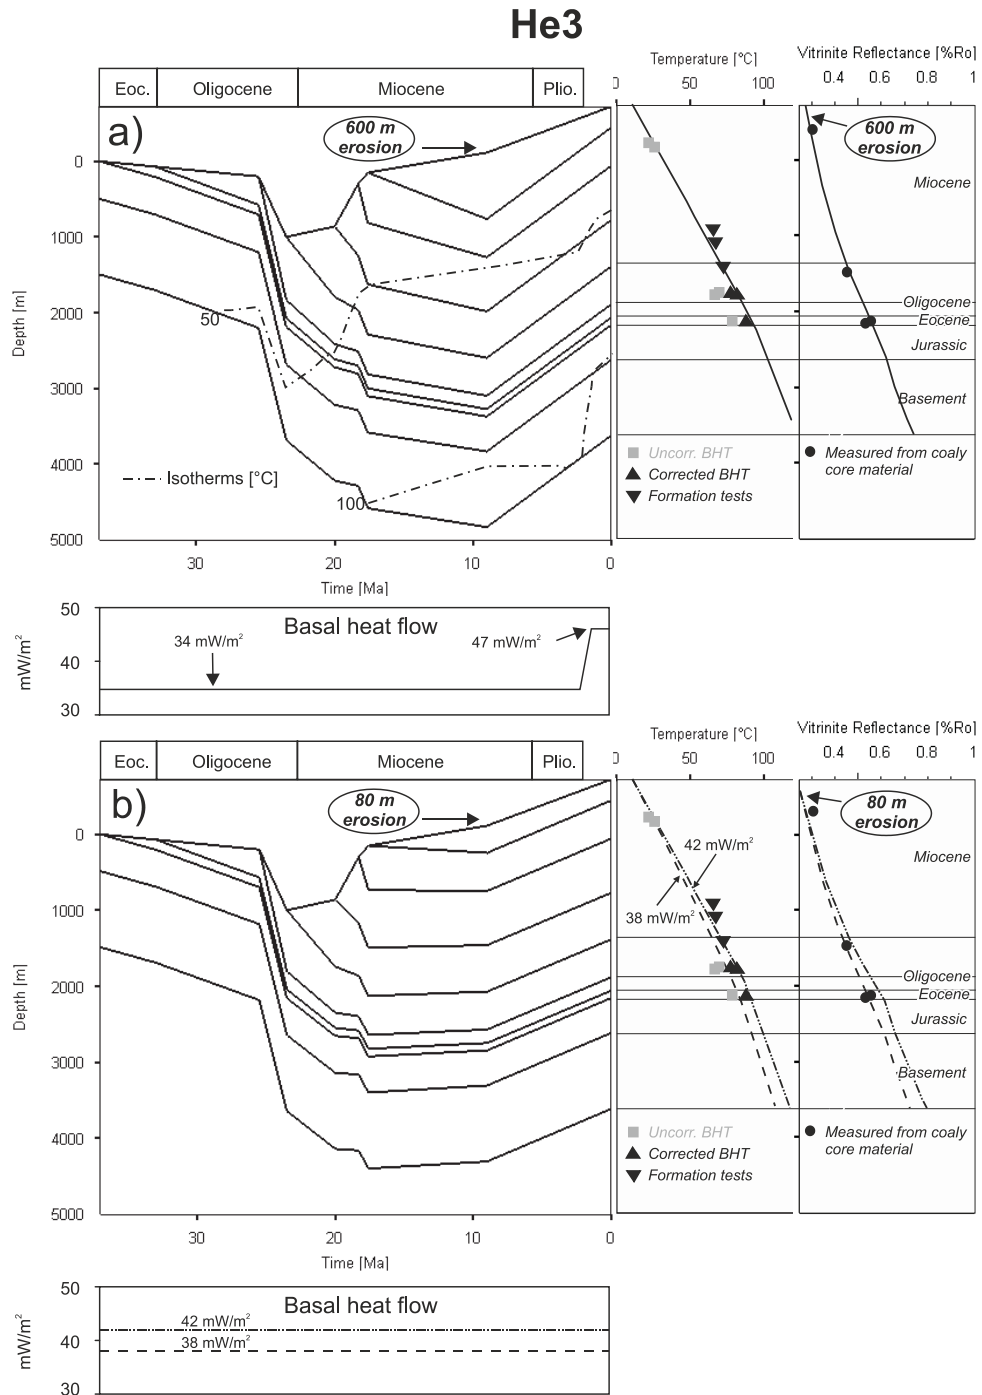 He3
Temperature [°C]
Vitrinite Reflectance [%Ro]
0 50 100
0.4 0.6 0.8 1
Eoc. Oligocene Miocene Plio.
a)
600 m
erosion
600 m
erosion
Miocene
Oligocene
Eocene
Jurassic
Basement
0
1000
2000
3000
4000
5000
Depth [m]
50
100
Isotherms [°C]
Uncorr. BHT
Corrected BHT
Formation tests
Measured from coaly
core material
30 20 10 0
Time [Ma]
Basal heat flow
50
40
30
mW/m²
34 mW/m²
47 mW/m²
Temperature [°C]
Vitrinite Reflectance [%Ro]
0 50 100
0.4 0.6 0.8 1
Eoc. Oligocene Miocene Plio.
b)
80 m
erosion
80 m
erosion
42 mW/m²
38 mW/m²
Miocene
Oligocene
Eocene
Jurassic
Basement
0
1000
2000
3000
4000
5000
Depth [m]
Uncorr. BHT
Corrected BHT
Formation tests
Measured from coaly
core material
30 20 10 0
Time [Ma]
Basal heat flow
50
40
30
mW/m²
42 mW/m²
38 mW/m²